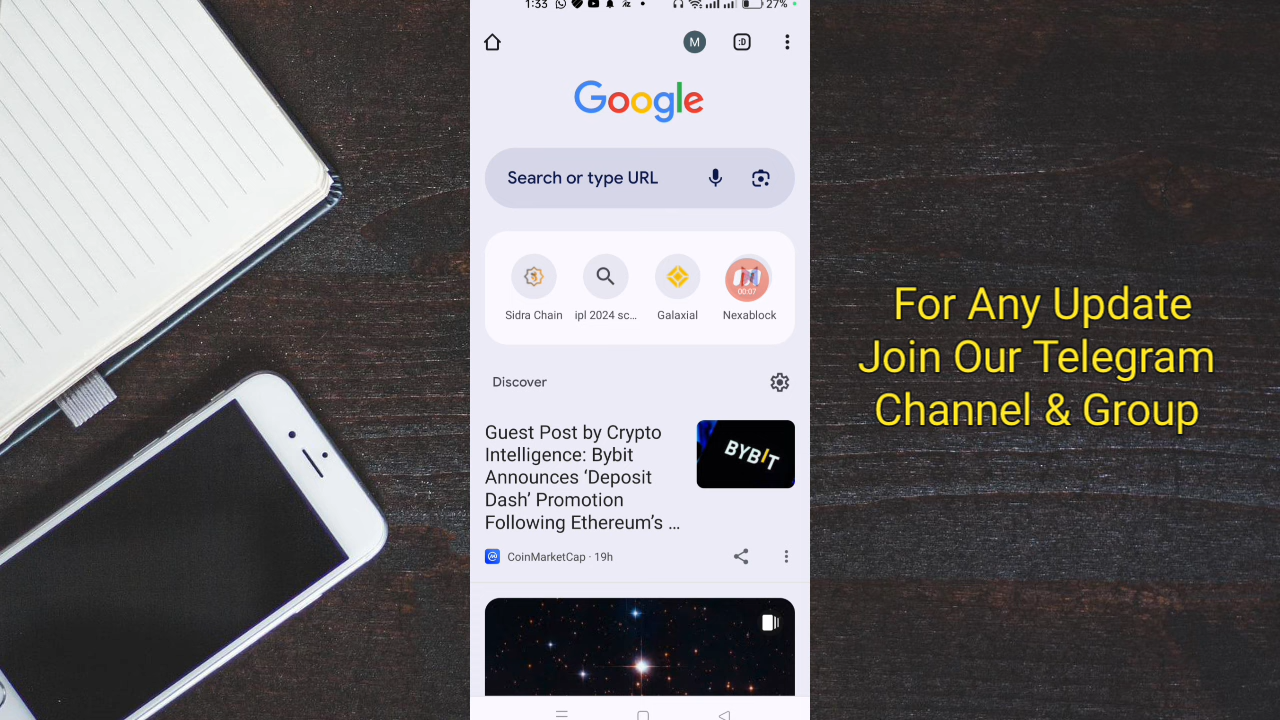 1:33
27%
M
:D
Google
Search or type URL
00:07
Sidra Chain
ipl 2024 sc...
Galaxial
Nexablock
Discover
Guest Post by Crypto
Intelligence: Bybit
Announces ‘Deposit
Dash’ Promotion
Following Ethereum’s ...
BYBIT
CoinMarketCap · 19h
For Any Update
Join Our Telegram
Channel & Group